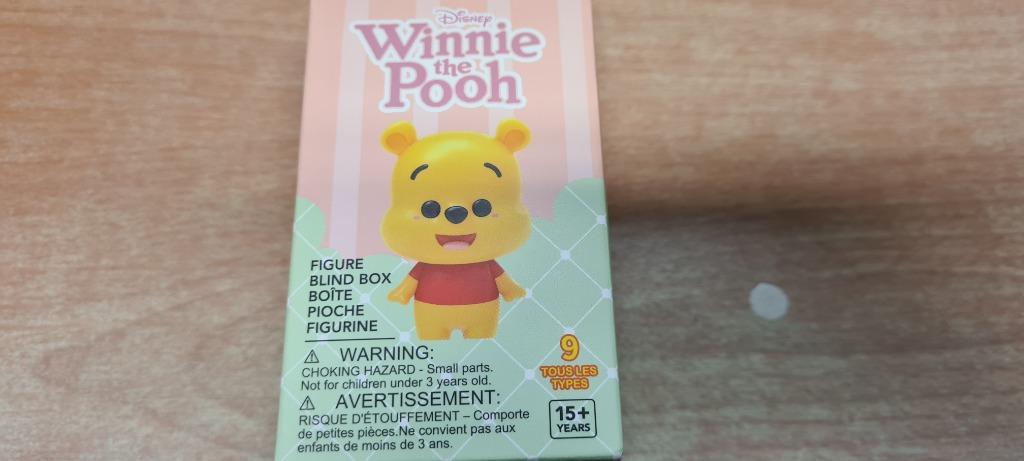 Disney
Winnie
the
Pooh
FIGURE
BLIND BOX
BOÎTE
PIOCHE
FIGURINE
⚠ WARNING:
CHOKING HAZARD - Small parts.
Not for children under 3 years old.
⚠ AVERTISSEMENT:
RISQUE D'ÉTOUFFEMENT – Comporte
de petites pièces.Ne convient pas aux
enfants de moins de 3 ans.
9
TOUS LES
TYPES
15+
YEARS